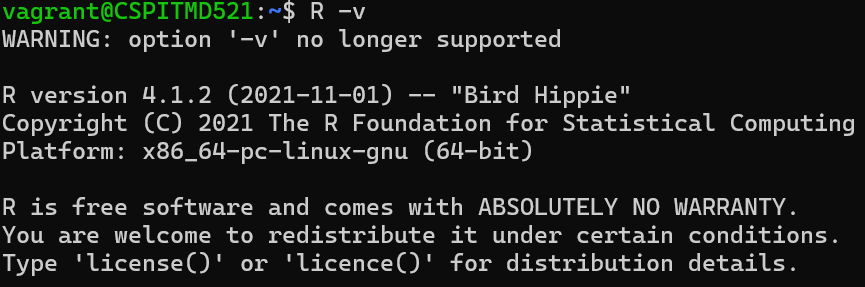 vagrant@CSPITMD521:~$ R -v
WARNING: option '-v' no longer supported
R version 4.1.2 (2021-11-01) -- "Bird Hippie"
Copyright (C) 2021 The R Foundation for Statistical Computing
Platform: x86_64-pc-linux-gnu (64-bit)
R is free software and comes with ABSOLUTELY NO WARRANTY.
You are welcome to redistribute it under certain conditions.
Type 'license()' or 'licence()' for distribution details.